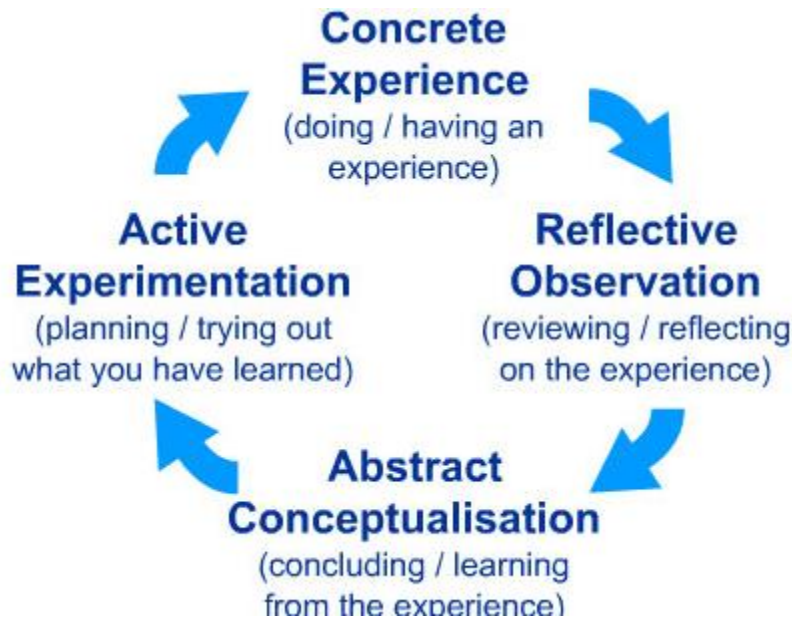 Concrete
Experience
(doing / having an
experience)
Reflective
Observation
(reviewing / reflecting
on the experience)
Abstract
Conceptualisation
(concluding / learning
from the experience)
Active
Experimentation
(planning / trying out
what you have learned)